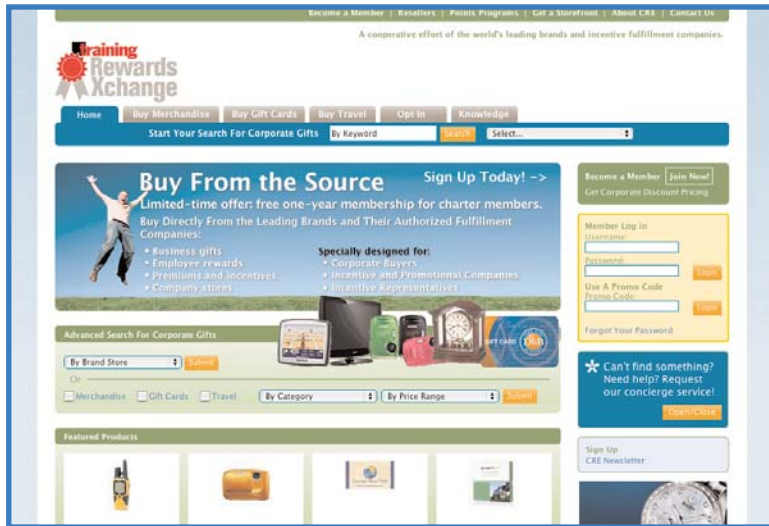 Become a Member | Resellers | Points Programs | Get a Storefront | About CRE | Contact Us
A cooperative effort of the world's leading brands and incentive fulfillment companies.
training
Rewards
Xchange
Home Buy Merchandise Buy Gift Cards Buy Travel Opt-In Knowledge
Start Your Search For Corporate Gifts By Keyword Search Select...
Buy From the Source Sign Up Today! ->
Limited-time offer: free one-year membership for charter members.
Buy Directly From the Leading Brands and Their Authorized Fulfillment
Companies:
• Business gifts
• Employee rewards
• Premiums and incentives
• Company stores
Specially designed for:
• Corporate Buyers
• Incentive and Promotional Companies
• Incentive Representatives
GIFT CARD
Advanced Search For Corporate Gifts
By Brand Store Submit
Or
Merchandise Gift Cards Travel By Category By Price Range Submit
Featured Products
Become a Member Join Now!
Get Corporate Discount Pricing
Member Log in
Username:
Password:
Login
Use A Promo Code
Promo Code:
Login
Forgot Your Password
* Can't find something?
Need help? Request
our concierge service!
Open/Close
Sign Up
CRE Newsletter